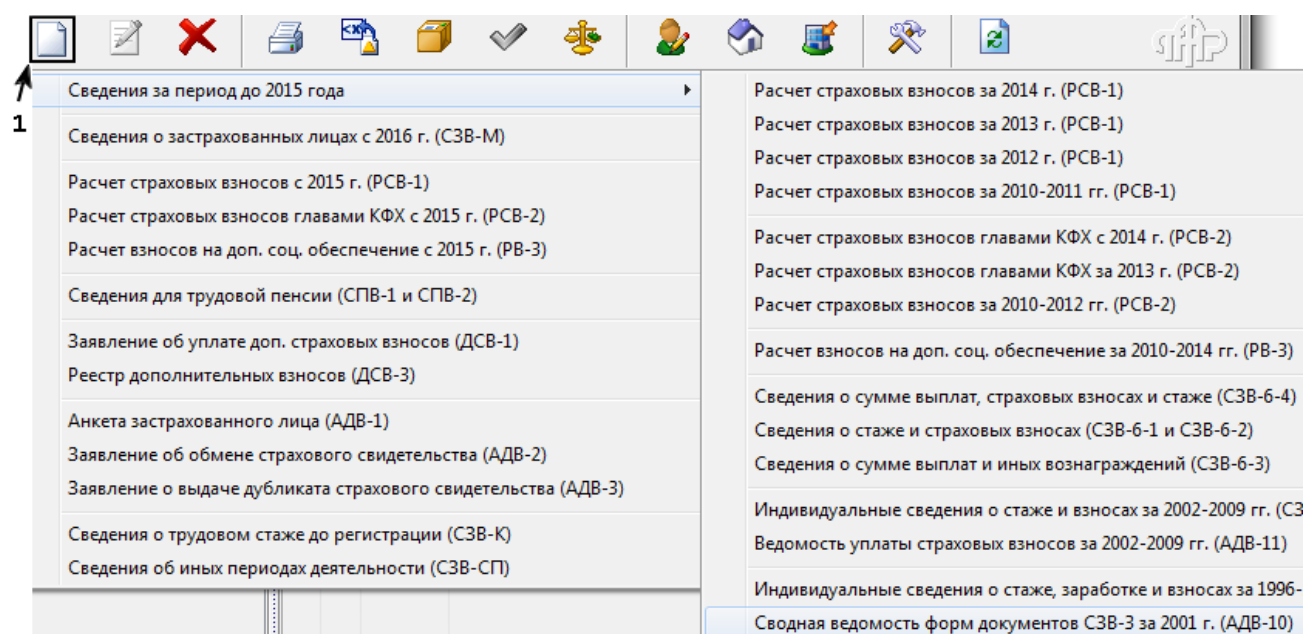 1
Сведения за период до 2015 года
Сведения о застрахованных лицах с 2016 г. (СЗВ-М)
Расчет страховых взносов с 2015 г. (РСВ-1)
Расчет страховых взносов главами КФХ с 2015 г. (РСВ-2)
Расчет взносов на доп. соц. обеспечение с 2015 г. (РВ-3)
Сведения для трудовой пенсии (СПВ-1 и СПВ-2)
Заявление об уплате доп. страховых взносов (ДСВ-1)
Реестр дополнительных взносов (ДСВ-3)
Анкета застрахованного лица (АДВ-1)
Заявление об обмене страхового свидетельства (АДВ-2)
Заявление о выдаче дубликата страхового свидетельства (АДВ-3)
Сведения о трудовом стаже до регистрации (СЗВ-К)
Сведения об иных периодах деятельности (СЗВ-СП)
Расчет страховых взносов за 2014 г. (РСВ-1)
Расчет страховых взносов за 2013 г. (РСВ-1)
Расчет страховых взносов за 2012 г. (РСВ-1)
Расчет страховых взносов за 2010-2011 гг. (РСВ-1)
Расчет страховых взносов главами КФХ с 2014 г. (РСВ-2)
Расчет страховых взносов главами КФХ за 2013 г. (РСВ-2)
Расчет страховых взносов за 2010-2012 гг. (РСВ-2)
Расчет взносов на доп. соц. обеспечение за 2010-2014 гг. (РВ-3)
Сведения о сумме выплат, страховых взносах и стаже (СЗВ-6-4)
Сведения о стаже и страховых взносах (СЗВ-6-1 и СЗВ-6-2)
Сведения о сумме выплат и иных вознаграждений (СЗВ-6-3)
Индивидуальные сведения о стаже и взносах за 2002-2009 гг. (СЗ
Ведомость уплаты страховых взносов за 2002-2009 гг. (АДВ-11)
Индивидуальные сведения о стаже, заработке и взносах за 1996-
Сводная ведомость форм документов СЗВ-3 за 2001 г. (АДВ-10)